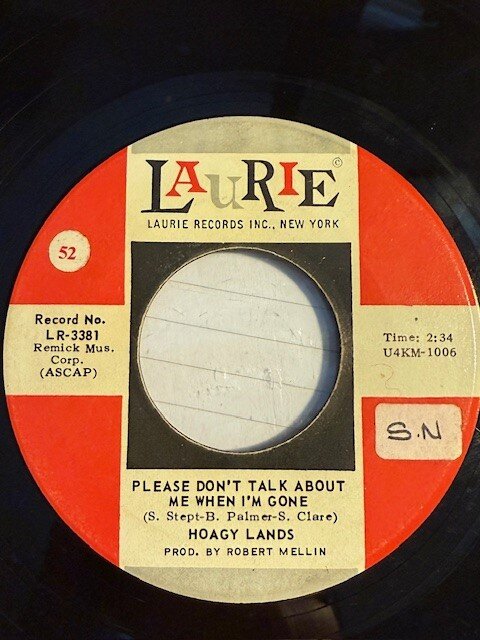 LAURIE ©
LAURIE RECORDS INC., NEW YORK
52
Record No.
LR-3381
Remick Mus.
Corp.
(ASCAP)
Time: 2:34
U4KM-1006
S.N
PLEASE DON'T TALK ABOUT
ME WHEN I'M GONE
(S. Stept-B. Palmer-S. Clare)
HOAGY LANDS
PROD. BY ROBERT MELLIN